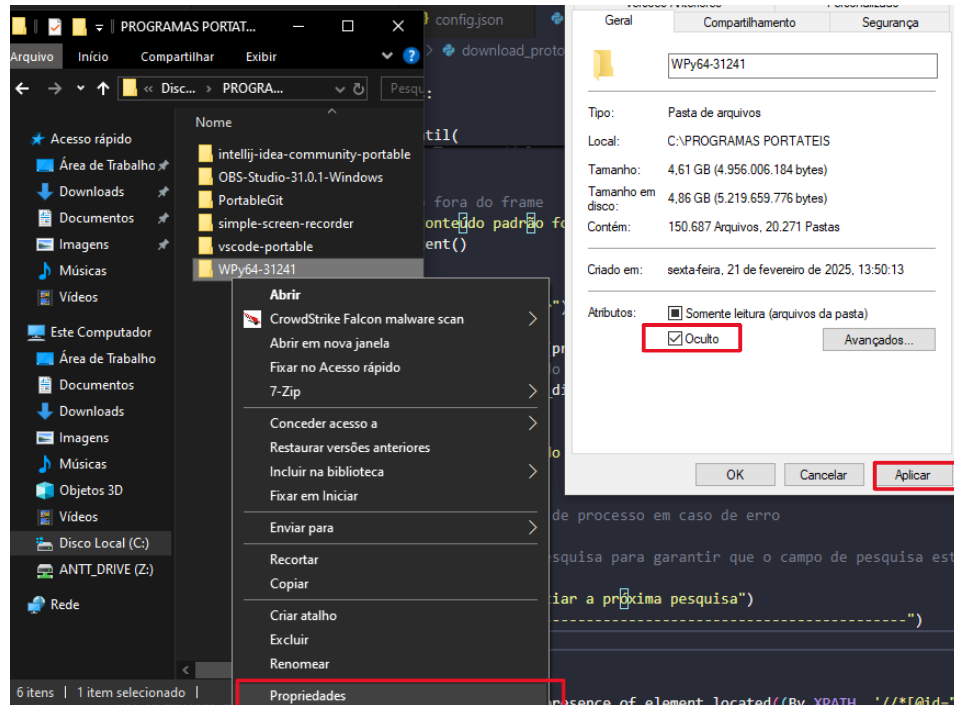 PROGRAMAS PORTAT...
Arquivo Início Compartilhar Exibir
Disc... PROGRA...
Acesso rápido
Área de Trabalho
Downloads
Documentos
Imagens
Músicas
Vídeos
Este Computador
Área de Trabalho
Documentos
Downloads
Imagens
Músicas
Objetos 3D
Vídeos
Disco Local (C:)
ANTT_DRIVE (Z:)
Rede
6 itens 1 item selecionado
Nome
intellij-idea-community-portable
OBS-Studio-31.0.1-Windows
PortableGit
simple-screen-recorder
vscode-portable
WPy64-31241
Abrir
CrowdStrike Falcon malware scan
Abrir em nova janela
Fixar no Acesso rápido
7-Zip
Conceder acesso a
Restaurar versões anteriores
Incluir na biblioteca
Fixar em Iniciar
Enviar para
Recortar
Copiar
Criar atalho
Excluir
Renomear
Propriedades
config.json
download_proto
til(
fora do frame
onteúdo padrão fo
ent()
de processo em caso de erro
esquisa para garantir que o campo de pesquisa est
iar a próxima pesquisa")
-------------------------------------------")
presence_of_element_located((By.XPATH, '//*[@id="
Geral Compartilhamento Segurança
WPy64-31241
Tipo: Pasta de arquivos
Local: C:\PROGRAMAS PORTATEIS
Tamanho: 4,61 GB (4.956.006.184 bytes)
Tamanho em disco: 4,86 GB (5.219.659.776 bytes)
Contém: 150.687 Arquivos, 20.271 Pastas
Criado em: sexta-feira, 21 de fevereiro de 2025, 13:50:13
Atributos: Somente leitura (arquivos da pasta)
Oculto Avançados...
OK Cancelar Aplicar